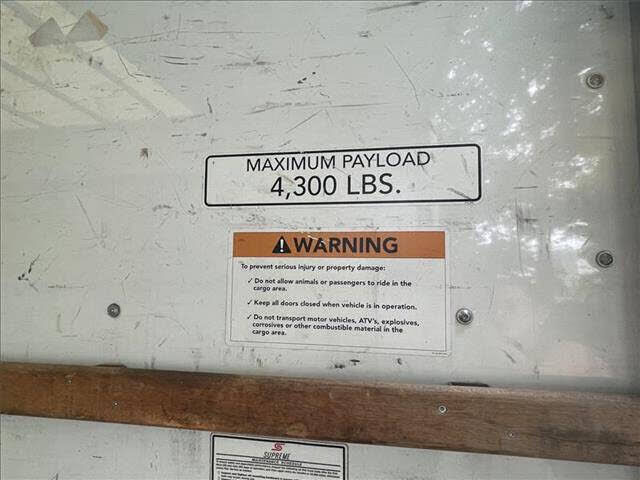 MAXIMUM PAYLOAD
4,300 LBS.
WARNING
To prevent serious injury or property damage:
✓ Do not allow animals or passengers to ride in the
cargo area.
✓ Keep all doors closed when vehicle is in operation.
✓ Do not transport motor vehicles, ATV's, explosives,
corrosives or other combustible material in the
cargo area.
SUPREME
MAINTENANCE SCHEDULE